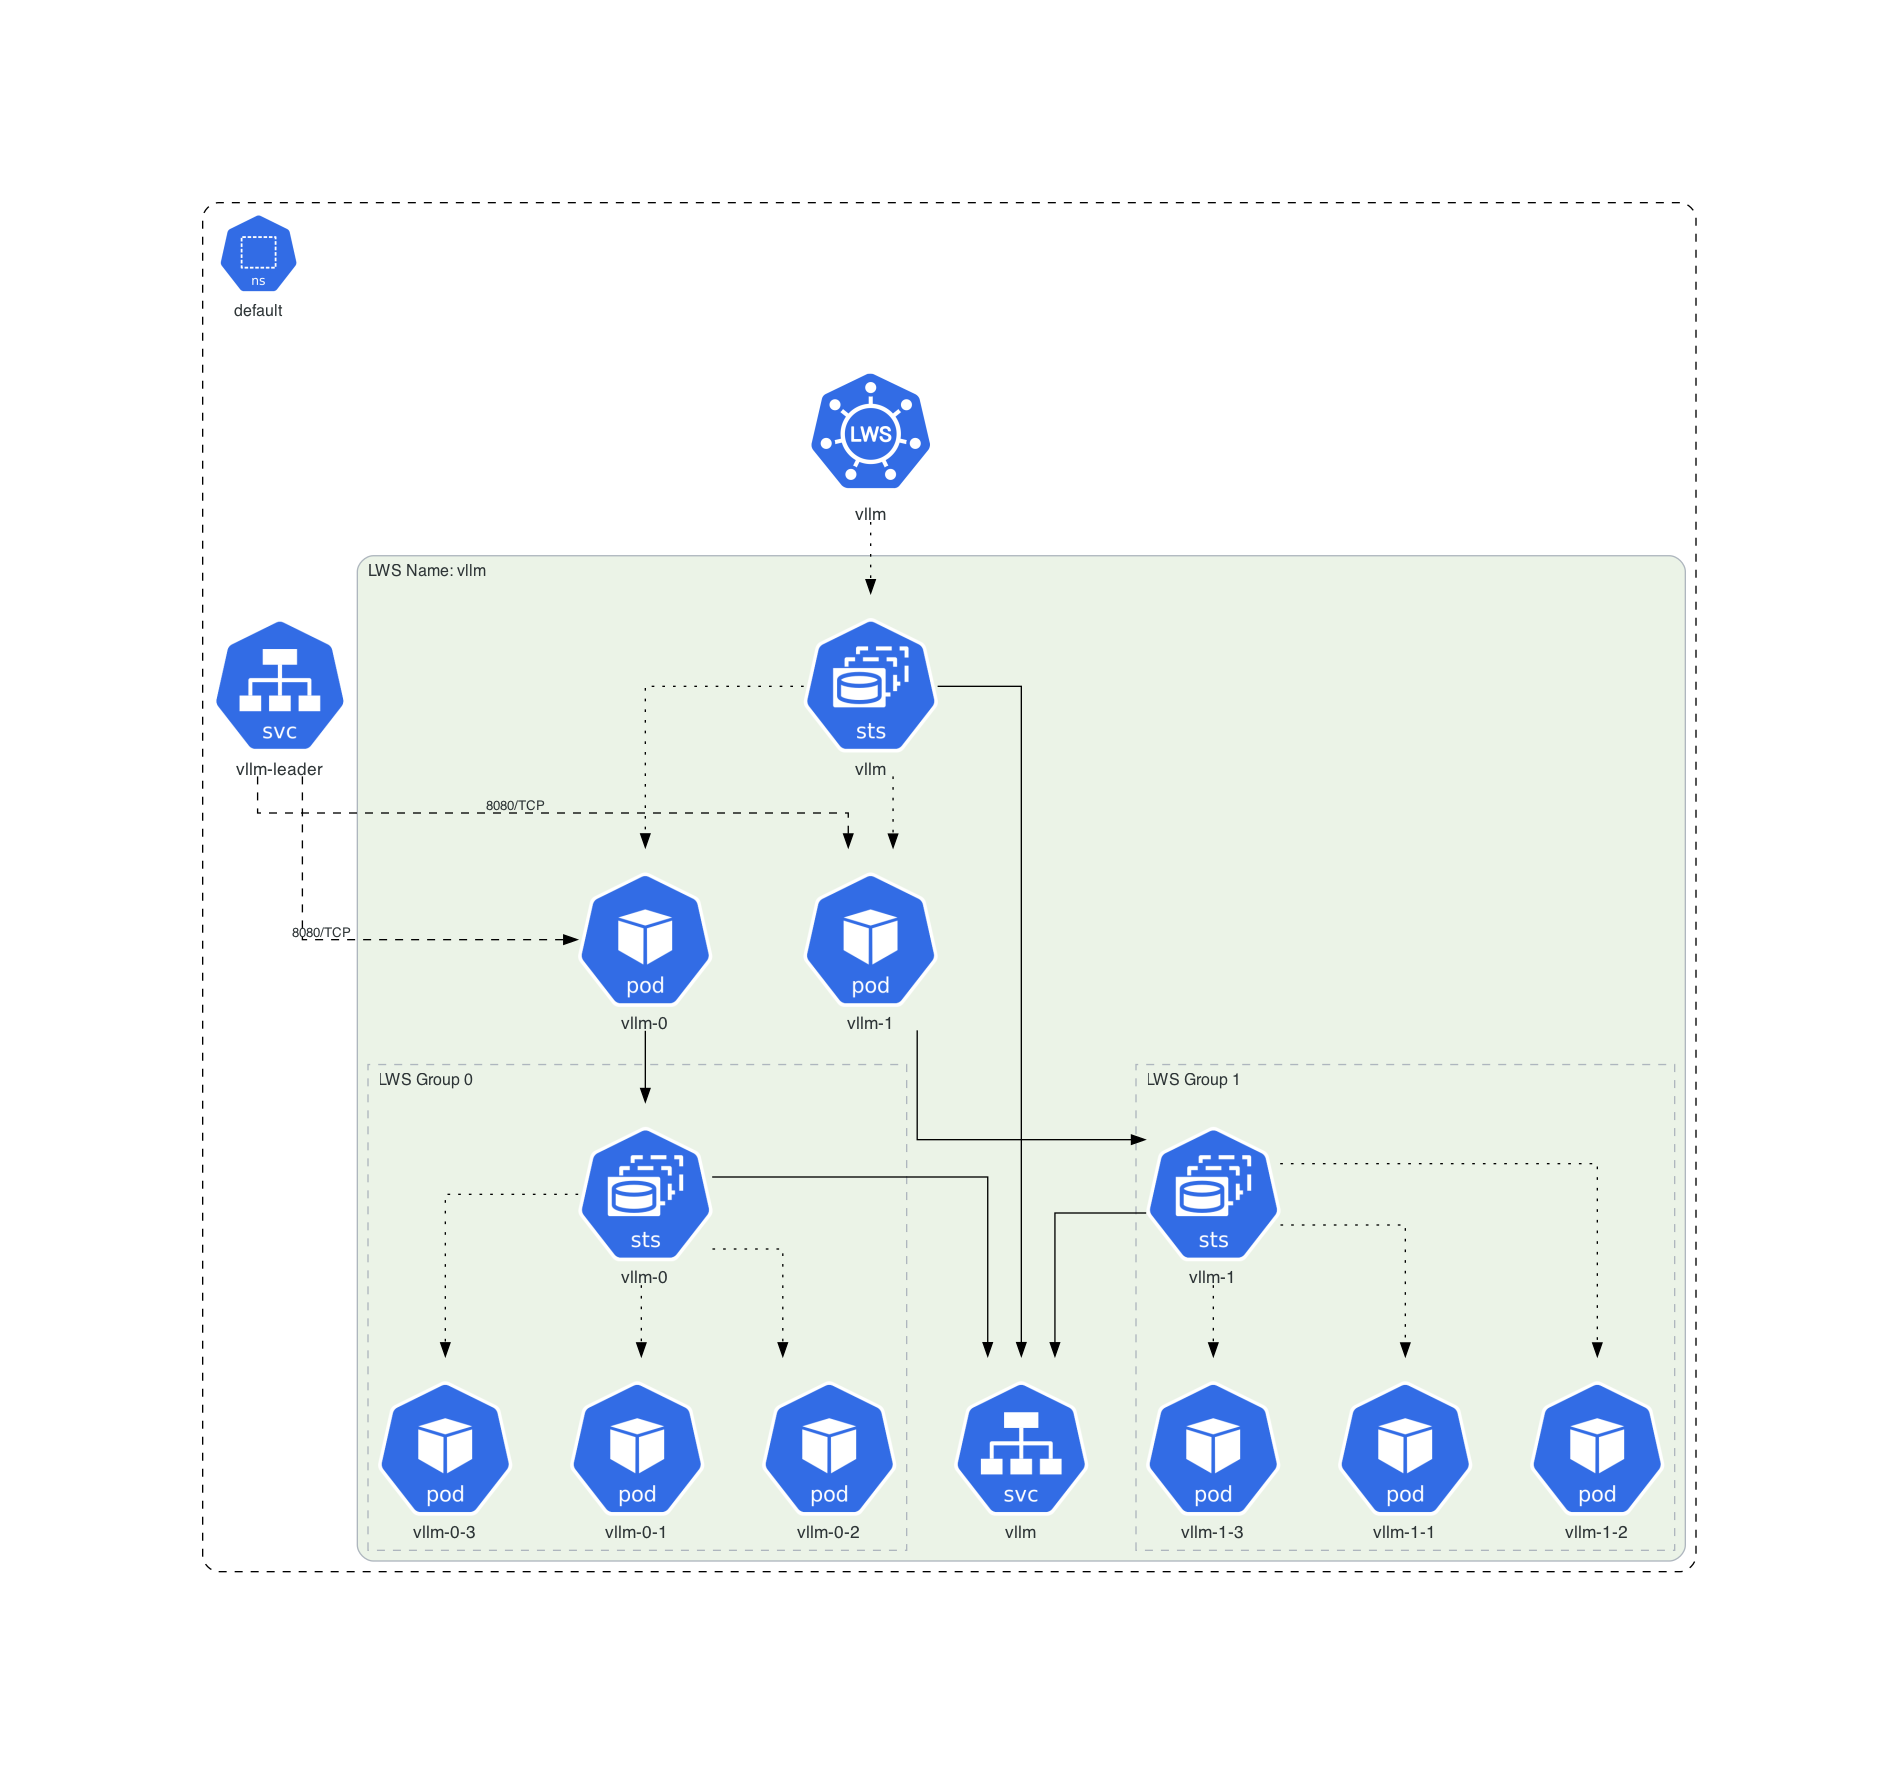 ns
default
LWS
vllm
LWS Name: vllm
svc
vllm-leader
sts
vllm
8080/TCP
8080/TCP
pod
vllm-0
pod
vllm-1
LWS Group 0
LWS Group 1
sts
vllm-0
sts
vllm-1
pod
vllm-0-3
pod
vllm-0-1
pod
vllm-0-2
svc
vllm
pod
vllm-1-3
pod
vllm-1-1
pod
vllm-1-2